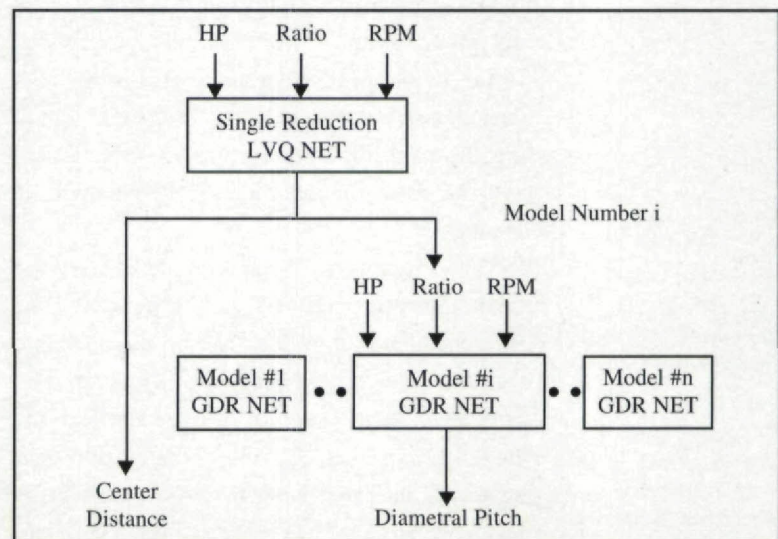 HP Ratio RPM
Single Reduction
LVQ NET
Model Number i
HP Ratio RPM
Model #1
GDR NET
Model #i
GDR NET
Model #n
GDR NET
Center
Distance
Diametral Pitch